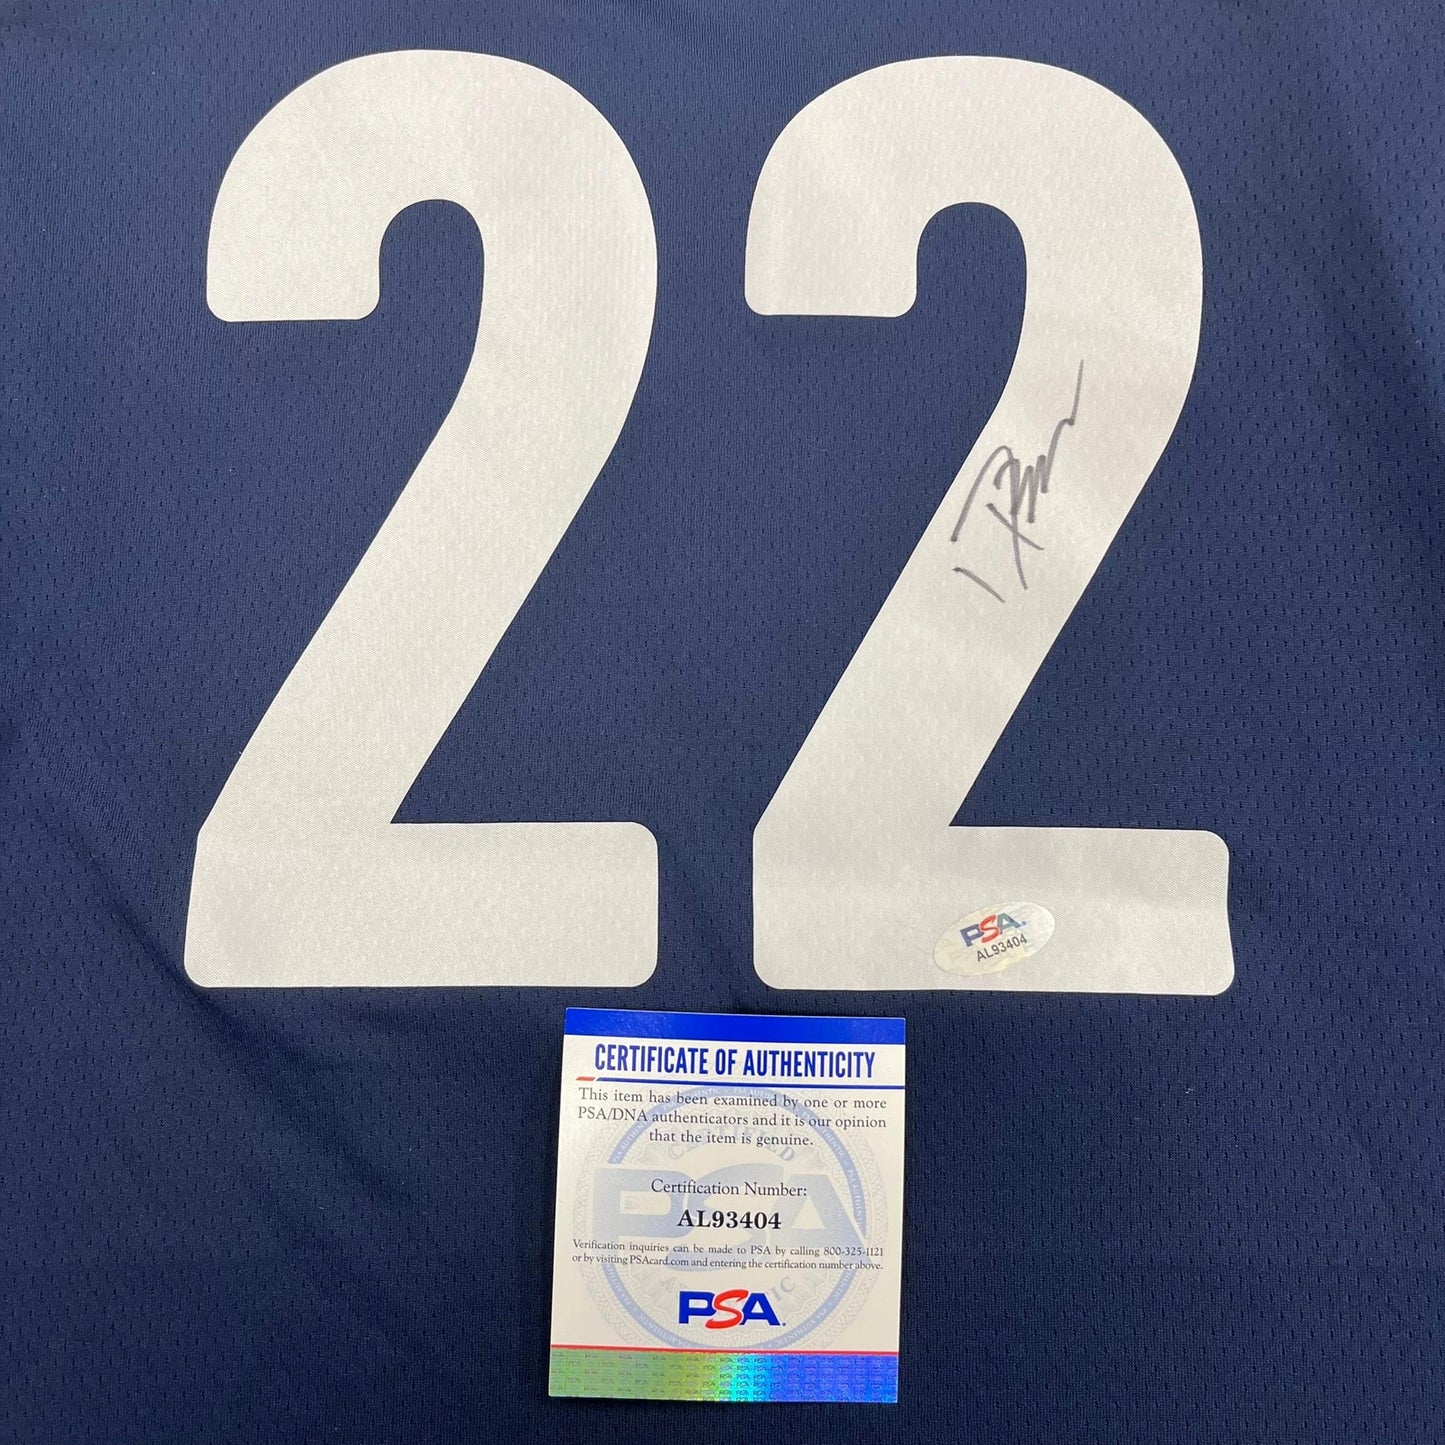 22
PSA.
AL93404
CERTIFICATE OF AUTHENTICITY
This item has been examined by one or more
PSA/DNA authenticators and it is our opinion
that the item is genuine.
Certification Number:
AL93404
Verification inquiries can be made to PSA by calling 800-325-1121
or by visiting PSAcard.com and entering the certification number above.
PSA.